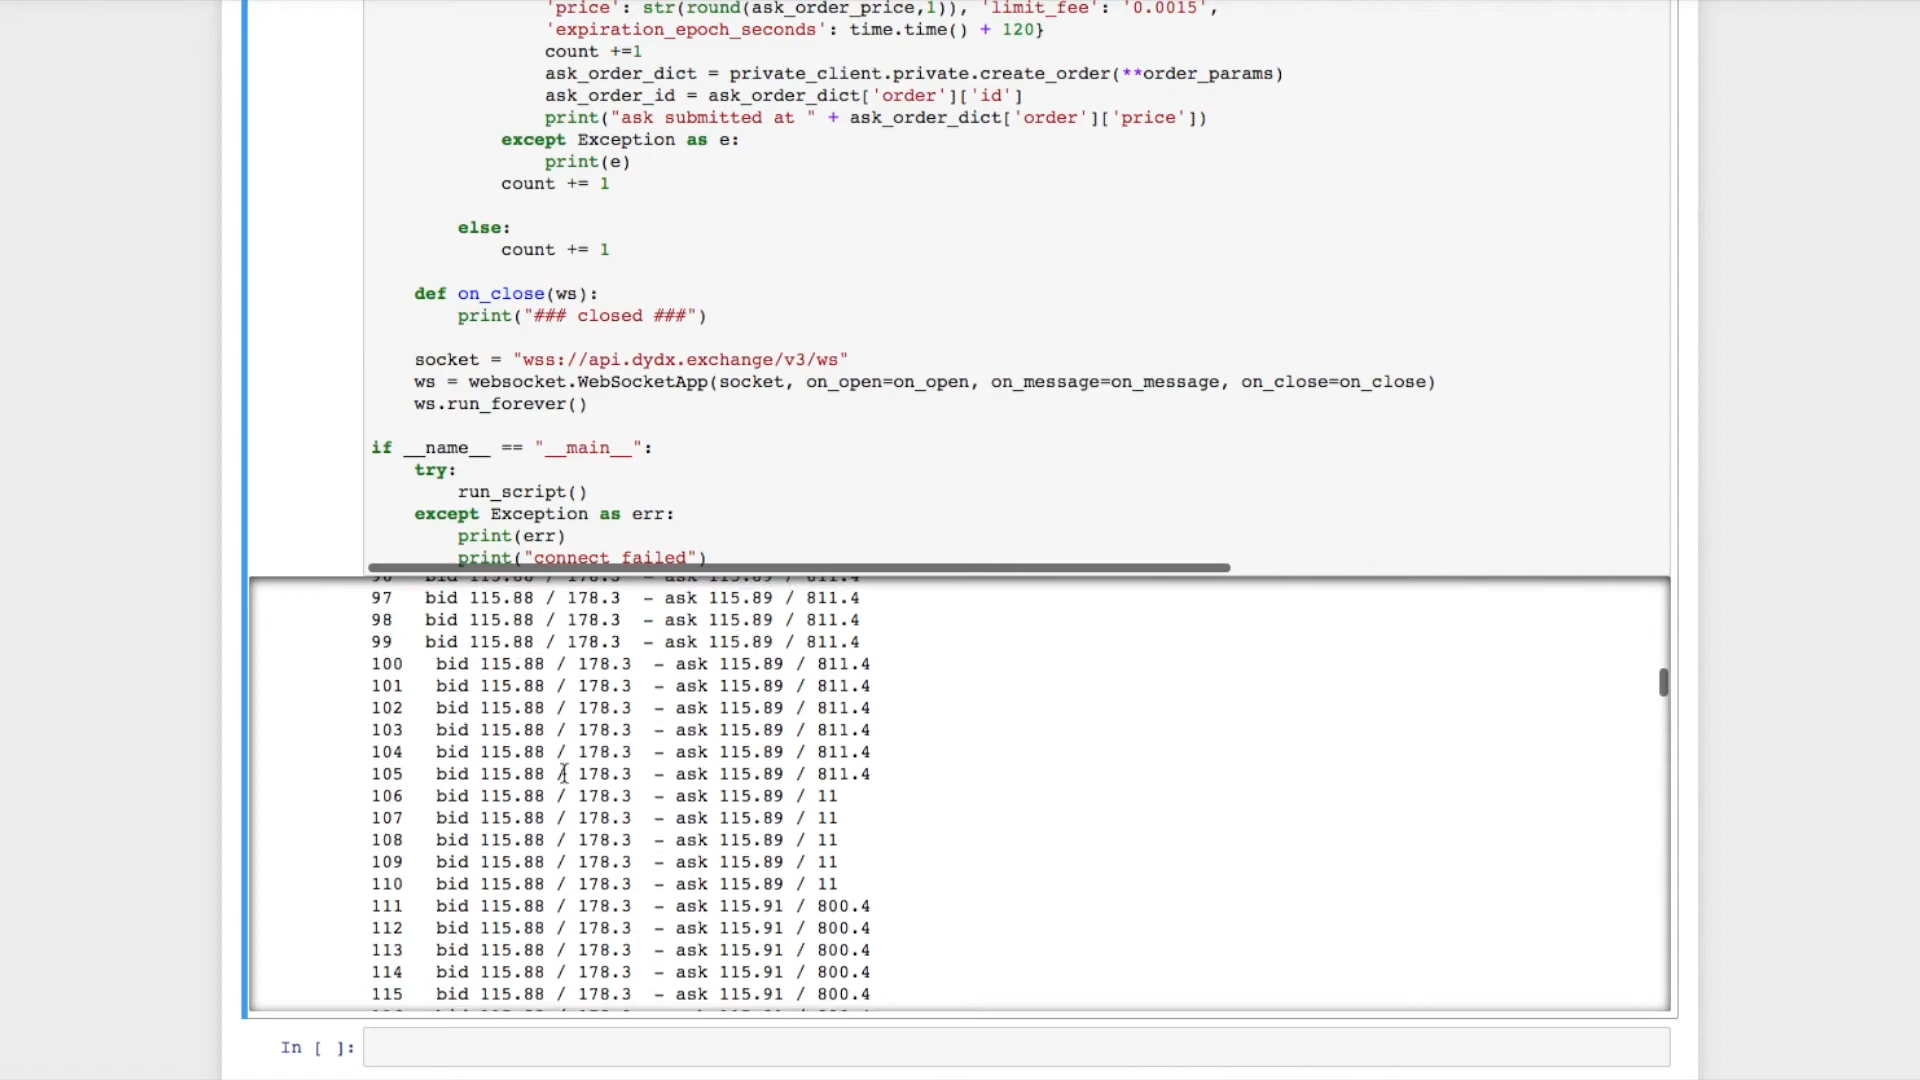 'price': str(round(ask_order_price,1)), 'limit_fee': '0.0015',
'expiration_epoch_seconds': time.time() + 120}
count +=1
ask_order_dict = private_client.private.create_order(**order_params)
ask_order_id = ask_order_dict['order']['id']
print("ask submitted at " + ask_order_dict['order']['price'])
except Exception as e:
print(e)
count += 1
else:
count += 1
def on_close(ws):
print("### closed ###")
socket = "wss://api.dydx.exchange/v3/ws"
ws = websocket.WebSocketApp(socket, on_open=on_open, on_message=on_message, on_close=on_close)
ws.run_forever()
if __name__ == "__main__":
try:
run_script()
except Exception as err:
print(err)
print("connect failed")
96 bid 115.88 / 178.3 - ask 115.89 / 811.4
97 bid 115.88 / 178.3 - ask 115.89 / 811.4
98 bid 115.88 / 178.3 - ask 115.89 / 811.4
99 bid 115.88 / 178.3 - ask 115.89 / 811.4
100 bid 115.88 / 178.3 - ask 115.89 / 811.4
101 bid 115.88 / 178.3 - ask 115.89 / 811.4
102 bid 115.88 / 178.3 - ask 115.89 / 811.4
103 bid 115.88 / 178.3 - ask 115.89 / 811.4
104 bid 115.88 / 178.3 - ask 115.89 / 811.4
105 bid 115.88 / 178.3 - ask 115.89 / 811.4
106 bid 115.88 / 178.3 - ask 115.89 / 11
107 bid 115.88 / 178.3 - ask 115.89 / 11
108 bid 115.88 / 178.3 - ask 115.89 / 11
109 bid 115.88 / 178.3 - ask 115.89 / 11
110 bid 115.88 / 178.3 - ask 115.89 / 11
111 bid 115.88 / 178.3 - ask 115.91 / 800.4
112 bid 115.88 / 178.3 - ask 115.91 / 800.4
113 bid 115.88 / 178.3 - ask 115.91 / 800.4
114 bid 115.88 / 178.3 - ask 115.91 / 800.4
115 bid 115.88 / 178.3 - ask 115.91 / 800.4
In [ ]: